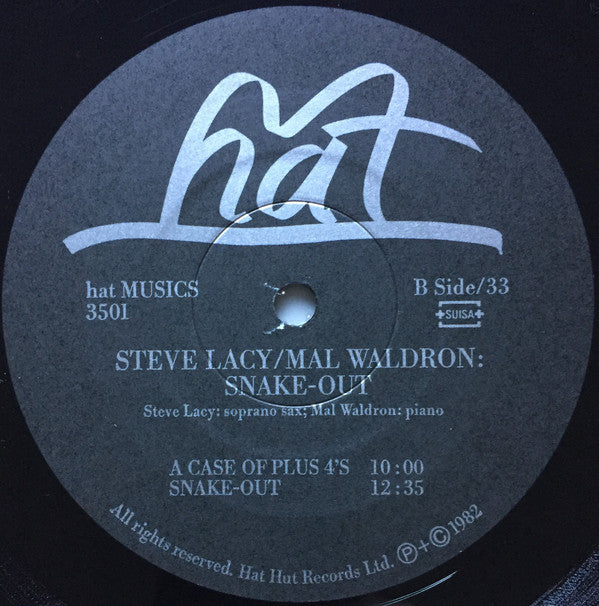 hat
hat MUSICS
3501
B Side/33
SUISA
STEVE LACY/MAL WALDRON:
SNAKE-OUT
Steve Lacy: soprano sax; Mal Waldron: piano
A CASE OF PLUS 4'S 10:00
SNAKE-OUT 12:35
All rights reserved. Hat Hut Records Ltd. Ⓟ+© 1982